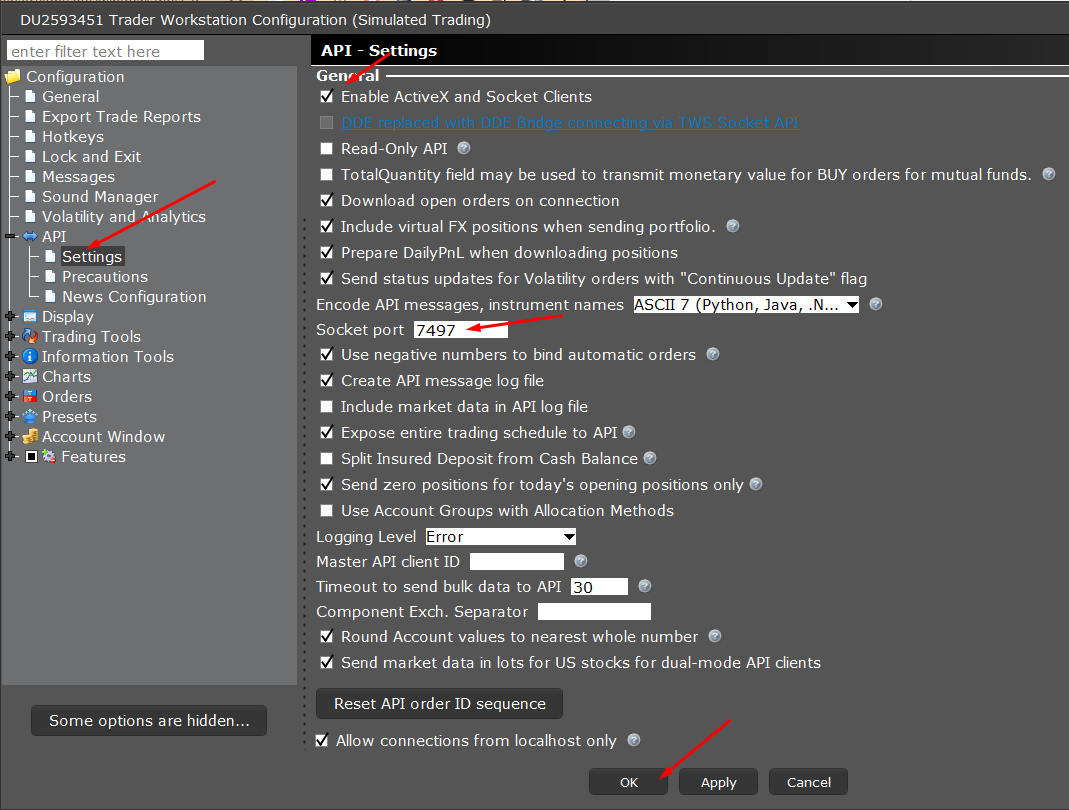 DU2593451 Trader Workstation Configuration (Simulated Trading)
enter filter text here
Configuration
General
Export Trade Reports
Hotkeys
Lock and Exit
Messages
Sound Manager
Volatility and Analytics
API
Settings
Precautions
News Configuration
Display
Trading Tools
Information Tools
Charts
Orders
Presets
Account Window
Features
Some options are hidden...
API - Settings
General
Enable ActiveX and Socket Clients
DDE replaced with DDE Bridge connecting via TWS Socket API
Read-Only API
TotalQuantity field may be used to transmit monetary value for BUY orders for mutual funds.
Download open orders on connection
Include virtual FX positions when sending portfolio.
Prepare DailyPnL when downloading positions
Send status updates for Volatility orders with "Continuous Update" flag
Encode API messages, instrument names ASCII 7 (Python, Java, .N...
Socket port 7497
Use negative numbers to bind automatic orders
Create API message log file
Include market data in API log file
Expose entire trading schedule to API
Split Insured Deposit from Cash Balance
Send zero positions for today's opening positions only
Use Account Groups with Allocation Methods
Logging Level Error
Master API client ID
Timeout to send bulk data to API 30
Component Exch. Separator
Round Account values to nearest whole number
Send market data in lots for US stocks for dual-mode API clients
Reset API order ID sequence
Allow connections from localhost only
OK Apply Cancel